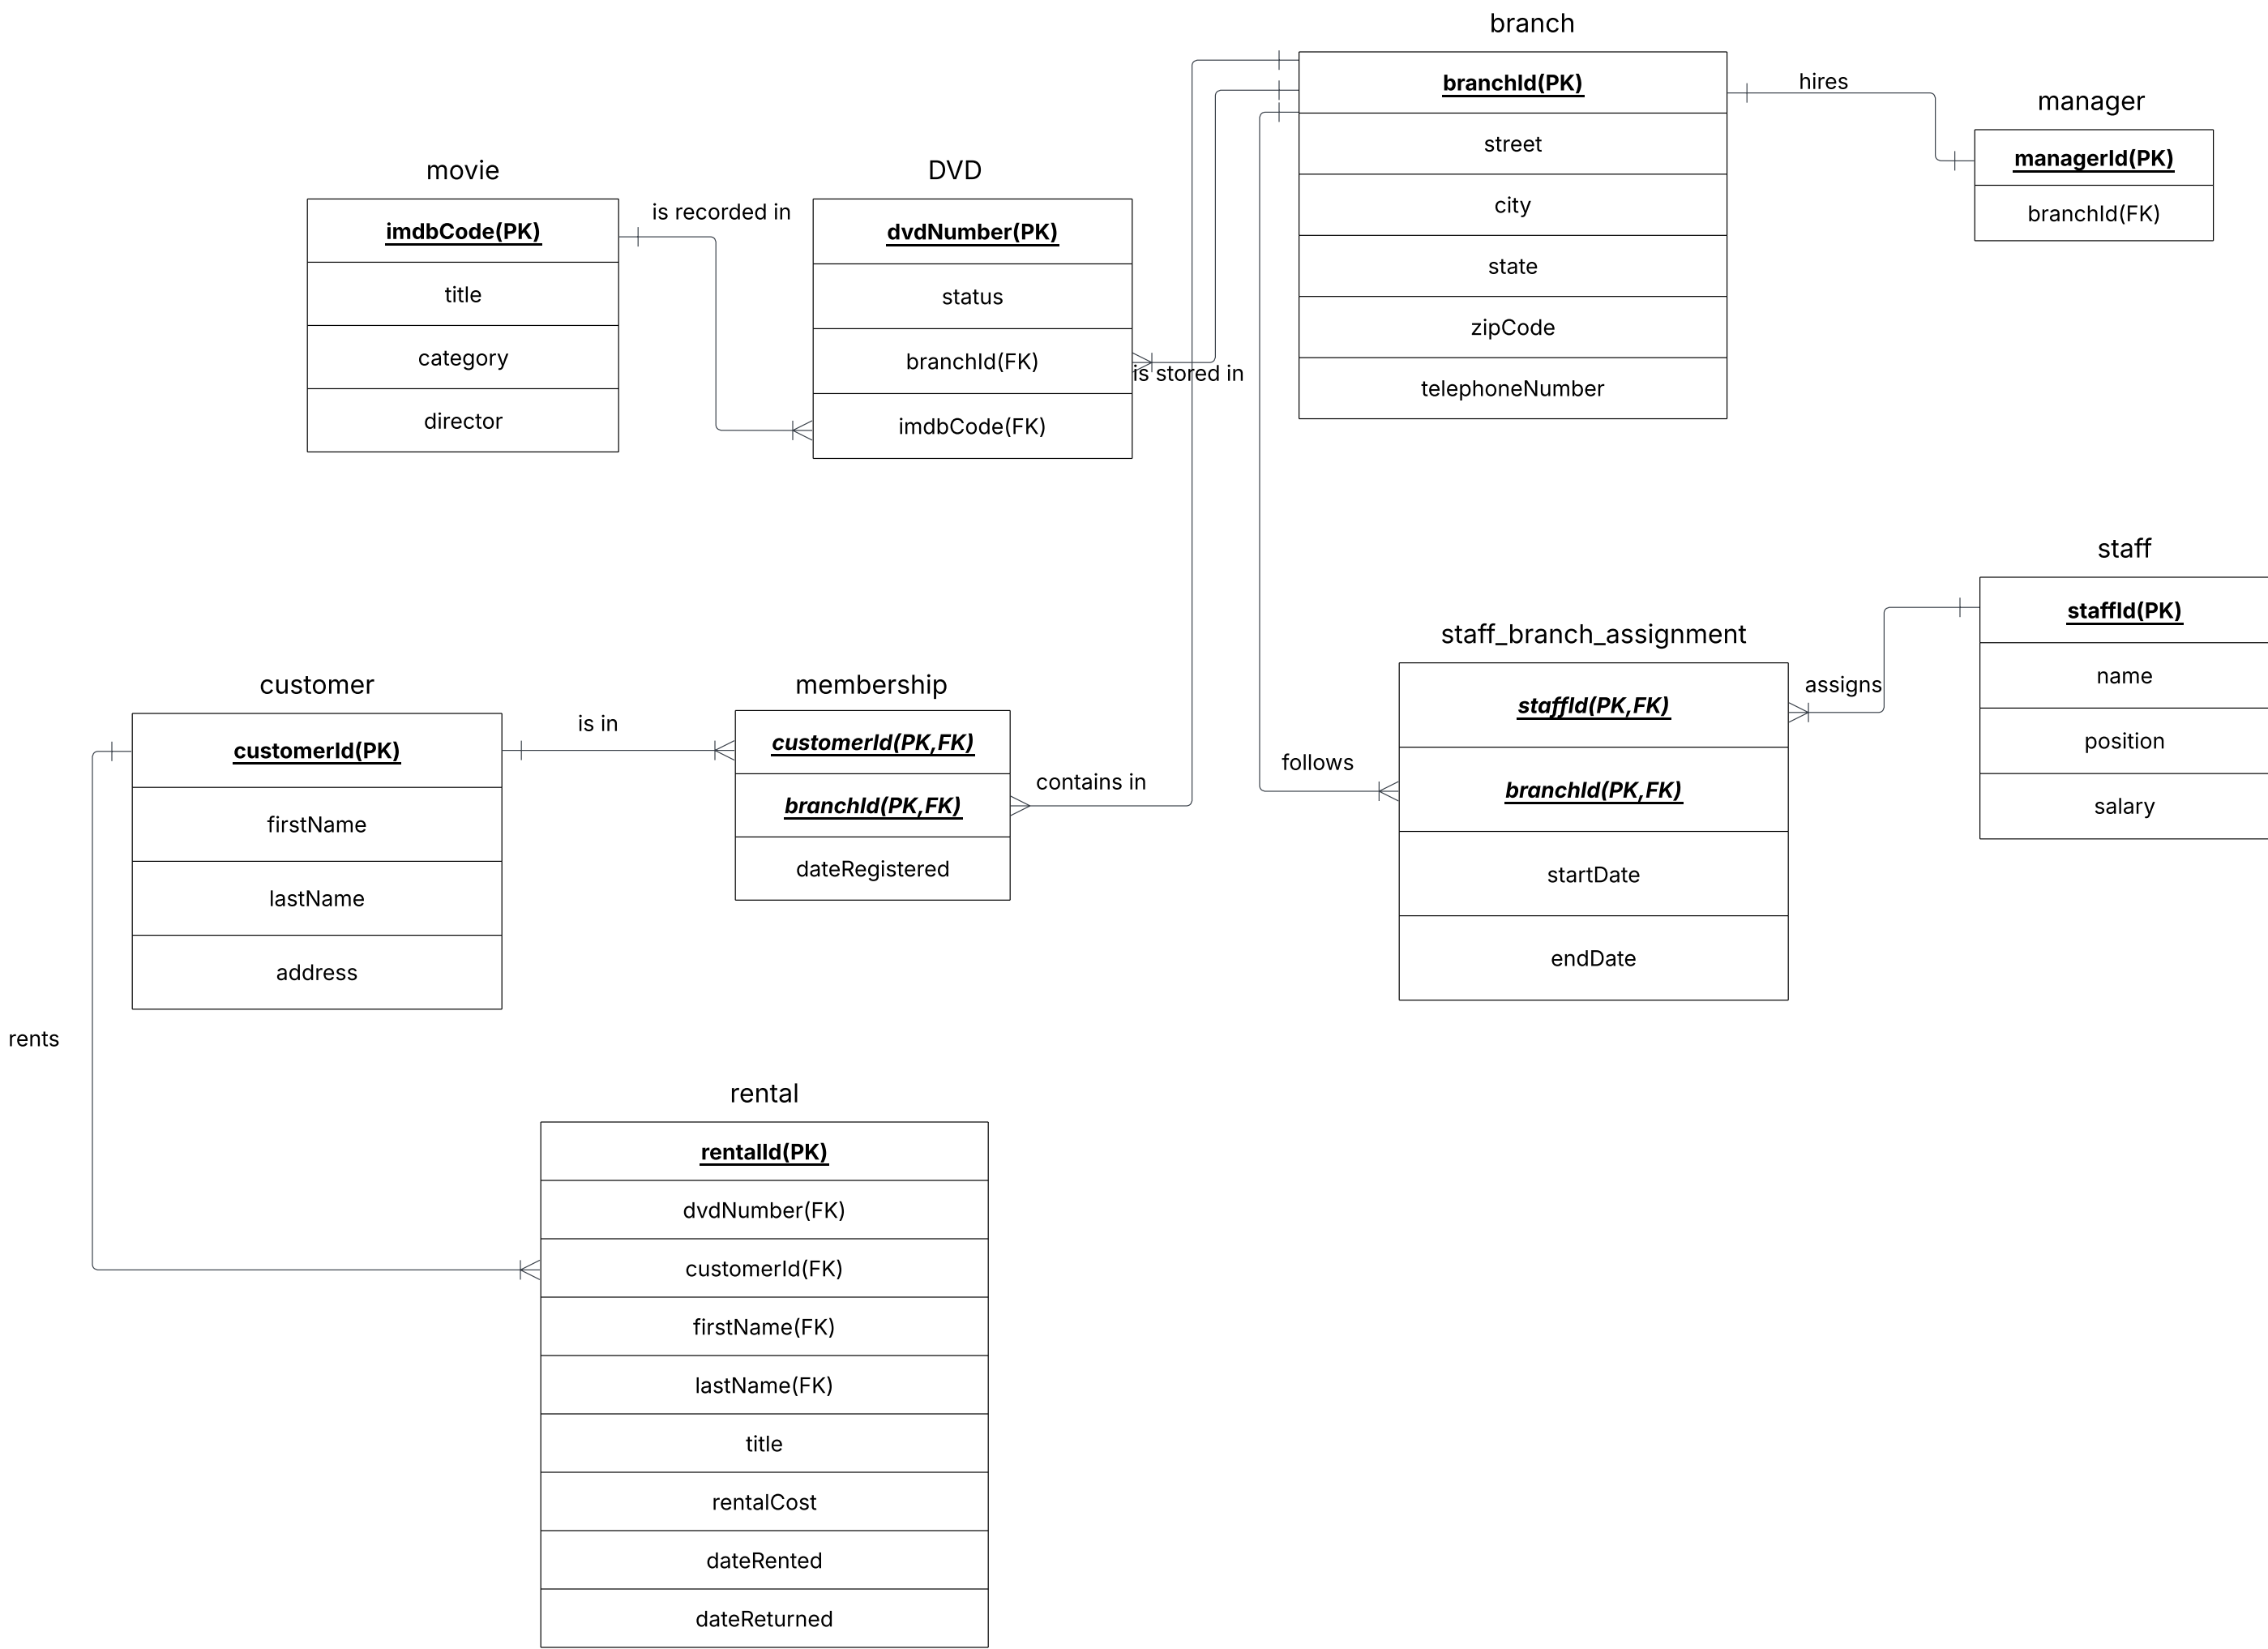 branch
branchId(PK)
street
city
state
zipCode
telephoneNumber
hires
manager
managerId(PK)
branchId(FK)
movie
imdbCode(PK)
title
category
director
is recorded in
DVD
dvdNumber(PK)
status
branchId(FK)
imdbCode(FK)
is stored in
staff
staffId(PK)
name
position
salary
assigns
staff_branch_assignment
staffId(PK,FK)
branchId(PK,FK)
startDate
endDate
follows
customer
customerId(PK)
firstName
lastName
address
is in
membership
customerId(PK,FK)
branchId(PK,FK)
dateRegistered
contains in
rents
rental
rentalId(PK)
dvdNumber(FK)
customerId(FK)
firstName(FK)
lastName(FK)
title
rentalCost
dateRented
dateReturned